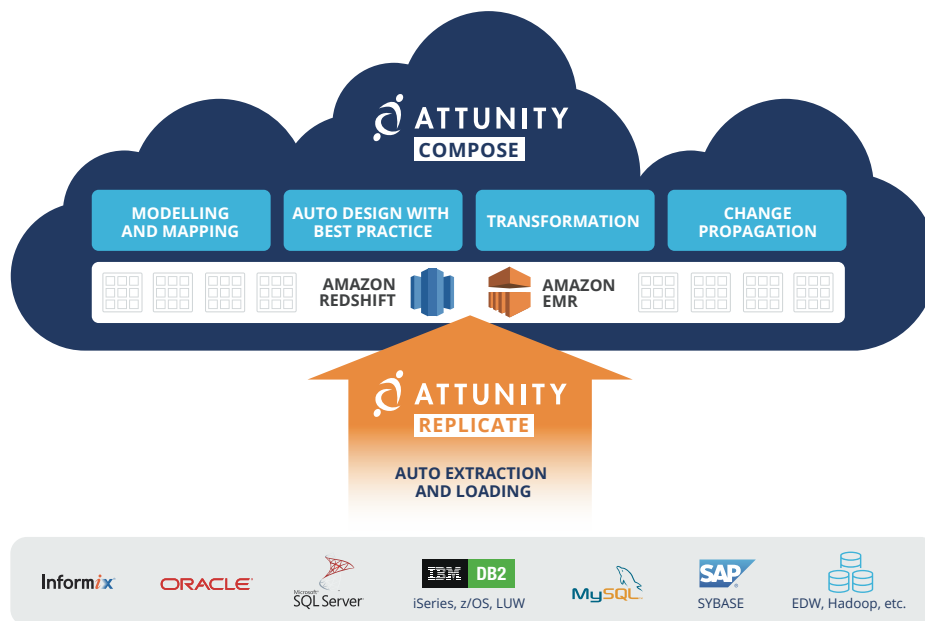 ATTUNITY
COMPOSE
MODELLING
AND MAPPING
AUTO DESIGN WITH
BEST PRACTICE
TRANSFORMATION
CHANGE
PROPAGATION
AMAZON
REDSHIFT
AMAZON
EMR
ATTUNITY
REPLICATE
AUTO EXTRACTION
AND LOADING
Informix
ORACLE
Microsoft
SQL Server
IBM DB2
iSeries, z/OS, LUW
MySQL
SAP
SYBASE
EDW, Hadoop, etc.